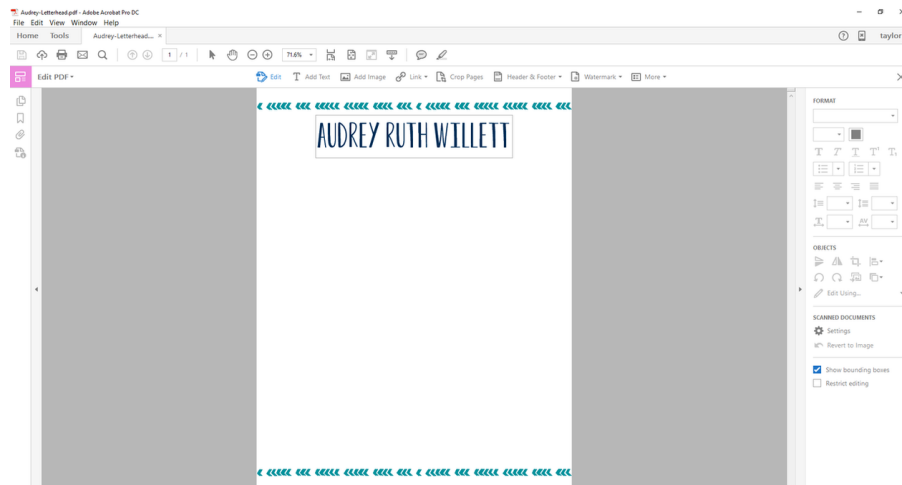 Audrey-Letterhead.pdf - Adobe Acrobat Pro DC
File Edit View Window Help
Home Tools Audrey-Letterhead.... × taylor
1 / 1 71.6%
Edit PDF Edit Add Text Add Image Link Crop Pages Header & Footer Watermark More
FORMAT
AUDREY RUTH WILLETT
OBJECTS
Edit Using...
SCANNED DOCUMENTS
Settings
Revert to Image
Show bounding boxes
Restrict editing